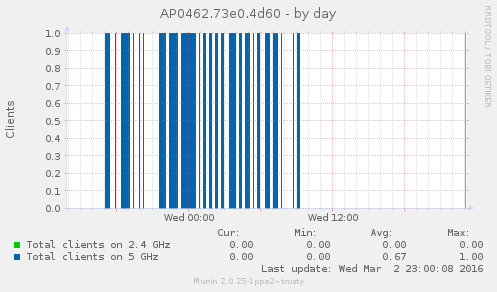 AP0462.73e0.4d60 - by day
RRDTOOL / TOBI OETIKER
Clients
1.0
0.9
0.8
0.7
0.6
0.5
0.4
0.3
0.2
0.1
0.0
Wed 00:00 Wed 12:00
Cur: Min: Avg: Max:
Total clients on 2.4 GHz 0.00 0.00 0.00 0.00
Total clients on 5 GHz 0.00 0.00 0.67 1.00
Last update: Wed Mar 2 23:00:08 2016
Munin 2.0.25-1ppa2~trusty